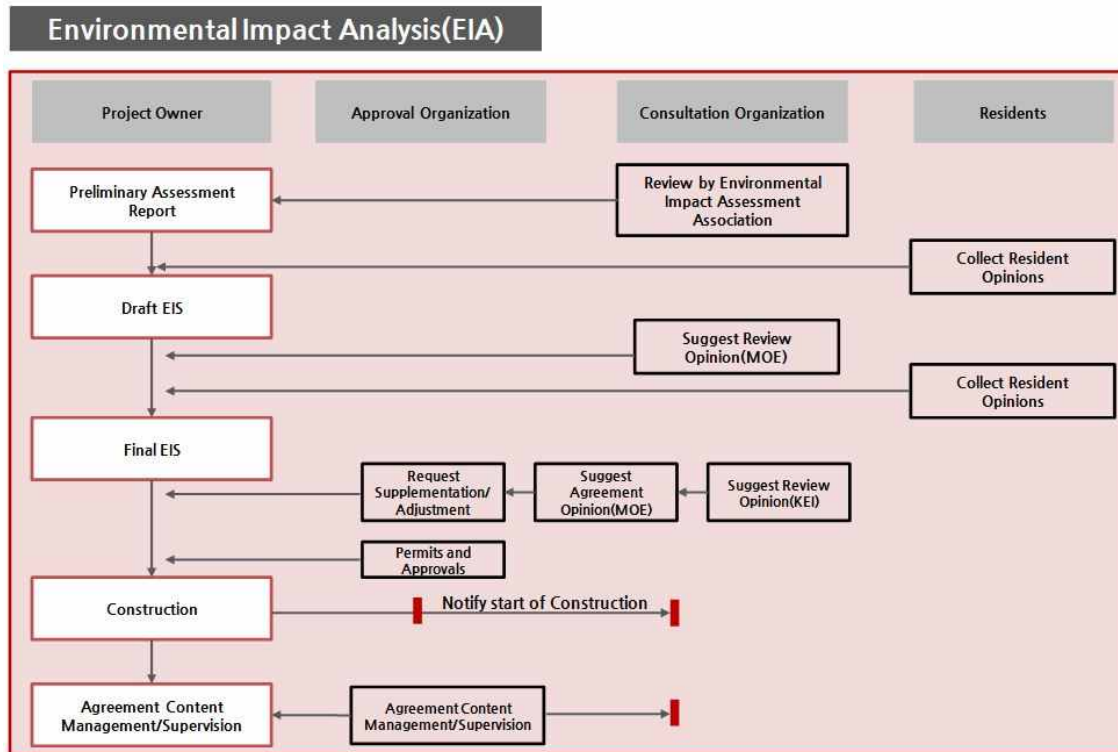 Environmental Impact Analysis(EIA)
Project Owner
Approval Organization
Consultation Organization
Residents
Preliminary Assessment
Report
Review by Environmental
Impact Assessment
Association
Collect Resident
Opinions
Draft EIS
Suggest Review
Opinion(MOE)
Collect Resident
Opinions
Final EIS
Request
Supplementation/
Adjustment
Suggest
Agreement
Opinion(MOE)
Suggest Review
Opinion(KEI)
Permits and
Approvals
Construction
Notify start of Construction
Agreement Content
Management/Supervision
Agreement Content
Management/Supervision